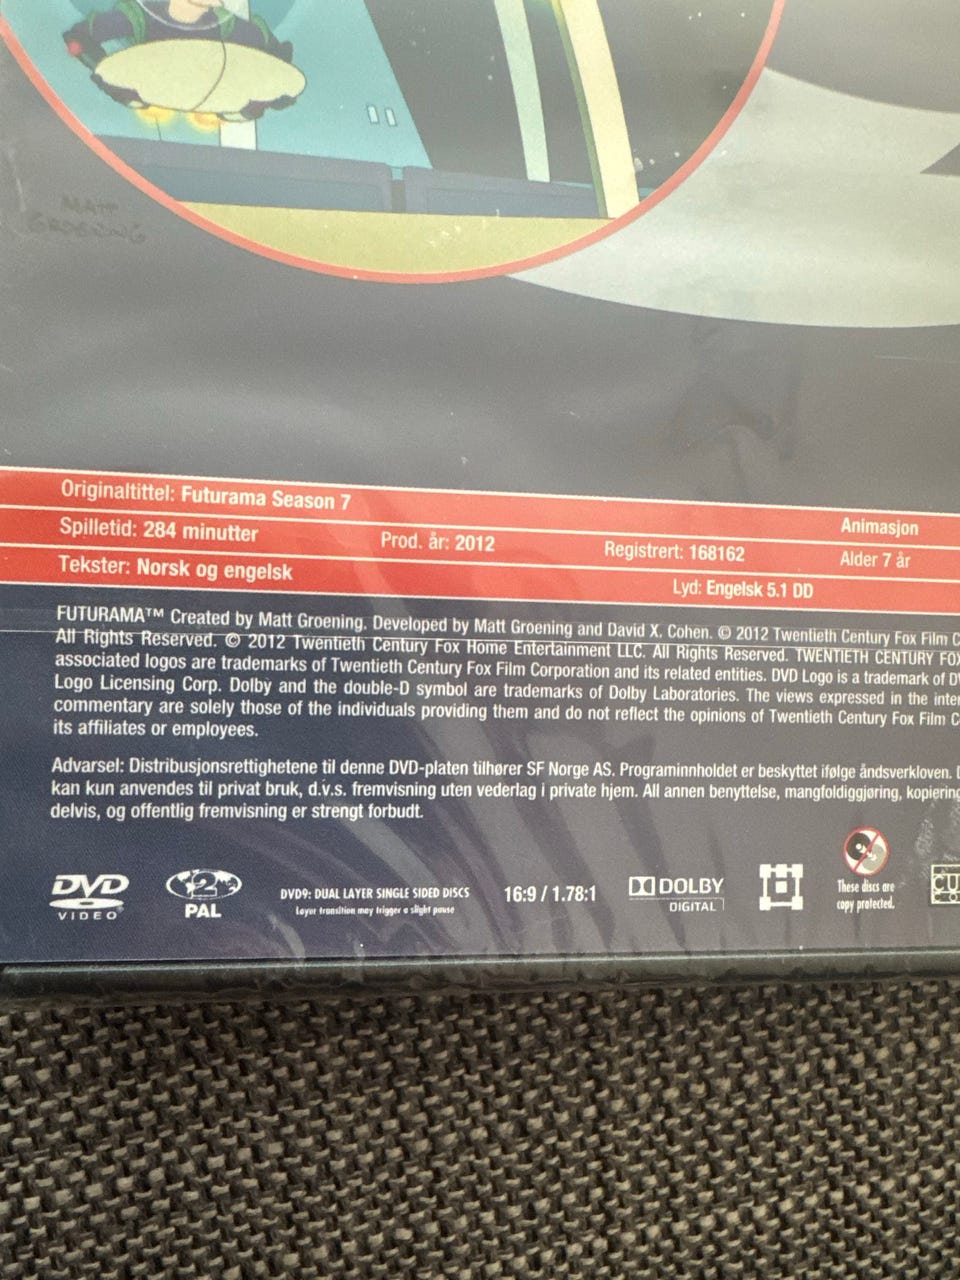 MATT
GROENING
Originaltittel: Futurama Season 7
Animasjon
Spilletid: 284 minutter
Prod. år: 2012
Registrert: 168162
Alder 7 år
Tekster: Norsk og engelsk
Lyd: Engelsk 5.1 DD
FUTURAMA™ Created by Matt Groening. Developed by Matt Groening and David X. Cohen. © 2012 Twentieth Century Fox Film
All Rights Reserved. © 2012 Twentieth Century Fox Home Entertainment LLC. All Rights Reserved. TWENTIETH CENTURY FOX
associated logos are trademarks of Twentieth Century Fox Film Corporation and its related entities. DVD Logo is a trademark of
Logo Licensing Corp. Dolby and the double-D symbol are trademarks of Dolby Laboratories. The views expressed in the
commentary are solely those of the individuals providing them and do not reflect the opinions of Twentieth Century Fox Film
its affiliates or employees.
Advarsel: Distribusjonsrettighetene til denne DVD-platen tilhører SF Norge AS. Programinnholdet er beskyttet ifølge åndsverkloven.
kan kun anvendes til privat bruk, d.v.s. fremvisning uten vederlag i private hjem. All annen benyttelse, mangfoldiggjøring, kopiering
delvis, og offentlig fremvisning er strengt forbudt.
DVD
VIDEO
2
PAL
DVD9: DUAL LAYER SINGLE SIDED DISCS
Layer transition may trigger a slight pause
16:9 / 1.78:1
DOLBY
DIGITAL
These discs are
copy protected.